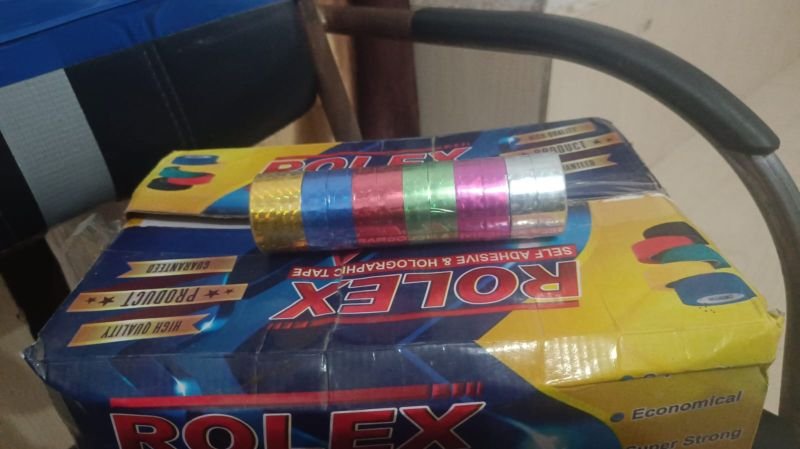 ROLEX
HIGH QUALITY
PRODUCT
GUARANTEED
ROLEX
SELF ADHESIVE & HOLOGRAPHIC TAPE
HIGH QUALITY
PRODUCT
GUARANTEED
ROLEX
Economical
Super Strong